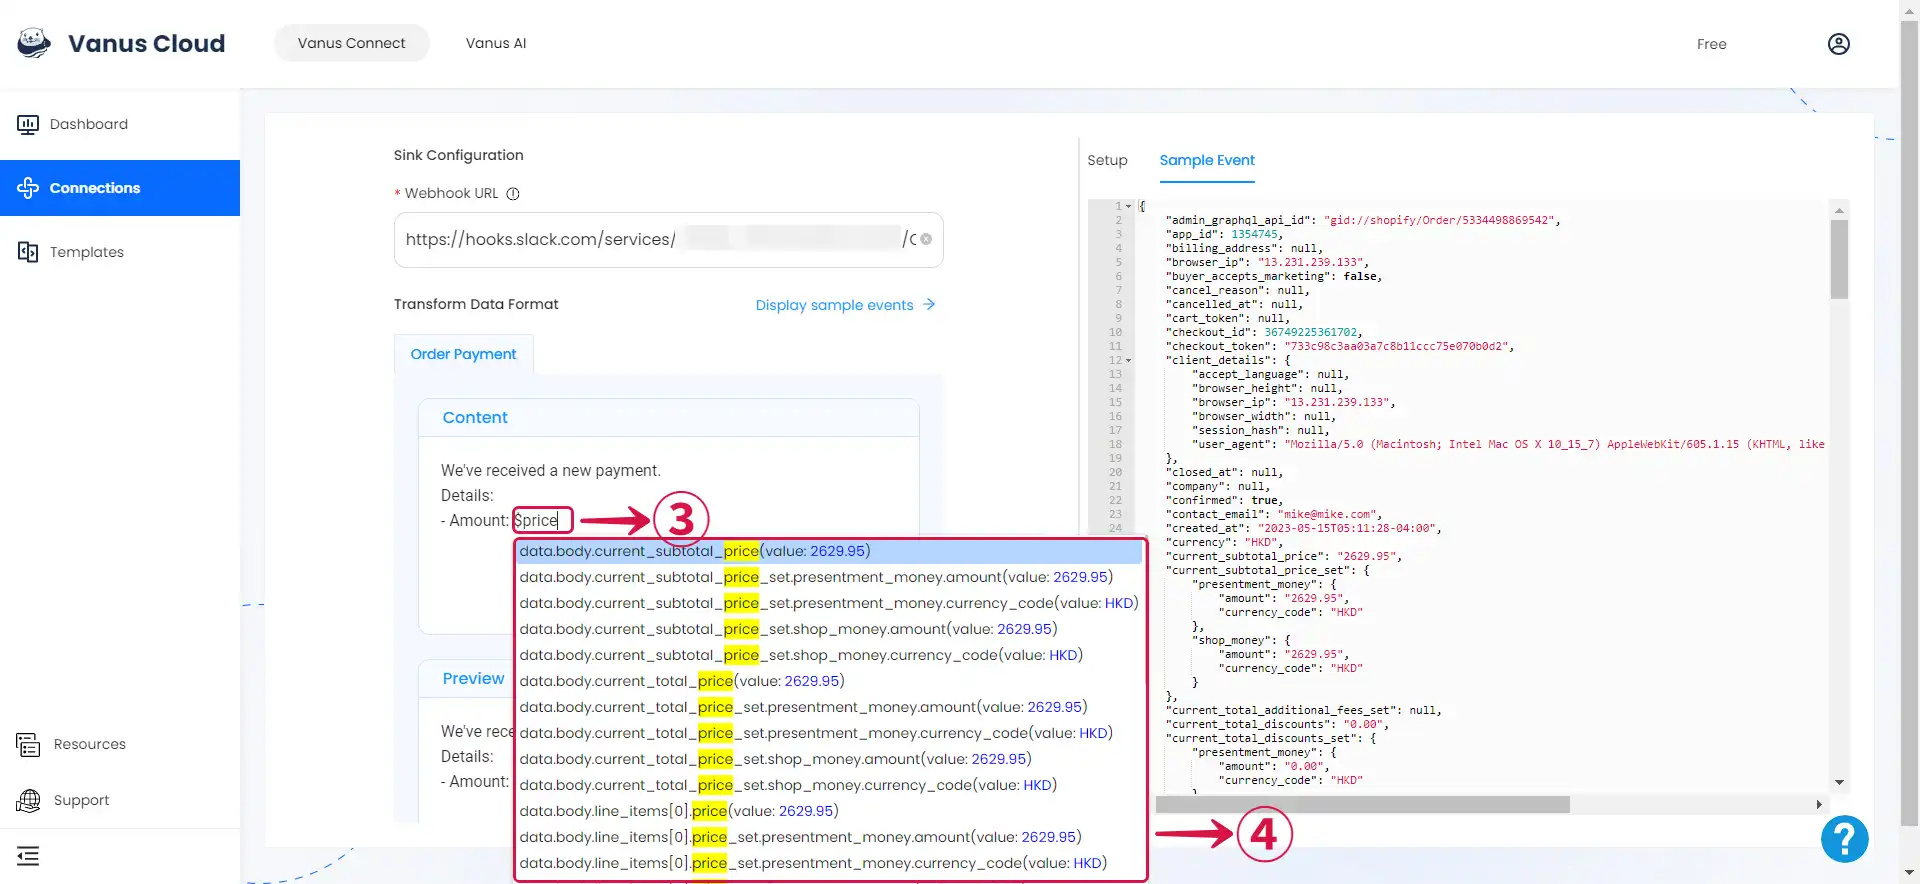 Vanus Cloud
Vanus Connect
Vanus AI
Free
Dashboard
Connections
Templates
Resources
Support
Sink Configuration
* Webhook URL
https://hooks.slack.com/services/
/C
Transform Data Format
Display sample events →
Order Payment
Content
We've received a new payment.
Details:
- Amount: $price
3
data.body.current_subtotal_price(value: 2629.95)
data.body.current_subtotal_price_set.presentment_money.amount(value: 2629.95)
data.body.current_subtotal_price_set.presentment_money.currency_code(value: HKD)
data.body.current_subtotal_price_set.shop_money.amount(value: 2629.95)
data.body.current_subtotal_price_set.shop_money.currency_code(value: HKD)
data.body.current_total_price(value: 2629.95)
data.body.current_total_price_set.presentment_money.amount(value: 2629.95)
data.body.current_total_price_set.presentment_money.currency_code(value: HKD)
data.body.current_total_price_set.shop_money.amount(value: 2629.95)
data.body.current_total_price_set.shop_money.currency_code(value: HKD)
data.body.line_items[0].price(value: 2629.95)
data.body.line_items[0].price_set.presentment_money.amount(value: 2629.95)
data.body.line_items[0].price_set.presentment_money.currency_code(value: HKD)
4
Preview
We've rece
Details:
- Amount:
Setup
Sample Event
1 {
2 "admin_graphql_api_id": "gid://shopify/Order/5334498869542",
3 "app_id": 1354745,
4 "billing_address": null,
5 "browser_ip": "13.231.239.133",
6 "buyer_accepts_marketing": false,
7 "cancel_reason": null,
8 "cancelled_at": null,
9 "cart_token": null,
10 "checkout_id": 36749225361702,
11 "checkout_token": "733c98c3aa03a7c8b11ccc75e070b0d2",
12 "client_details": {
13 "accept_language": null,
14 "browser_height": null,
15 "browser_ip": "13.231.239.133",
16 "browser_width": null,
17 "session_hash": null,
18 "user_agent": "Mozilla/5.0 (Macintosh; Intel Mac OS X 10_15_7) AppleWebKit/605.1.15 (KHTML, like
19 },
20 "closed_at": null,
21 "company": null,
22 "confirmed": true,
23 "contact_email": "mike@mike.com",
24 "created_at": "2023-05-15T05:11:28-04:00",
"currency": "HKD",
"current_subtotal_price": "2629.95",
"current_subtotal_price_set": {
"presentment_money": {
"amount": "2629.95",
"currency_code": "HKD"
},
"shop_money": {
"amount": "2629.95",
"currency_code": "HKD"
}
},
"current_total_additional_fees_set": null,
"current_total_discounts": "0.00",
"current_total_discounts_set": {
"presentment_money": {
"amount": "0.00",
"currency_code": "HKD"
?